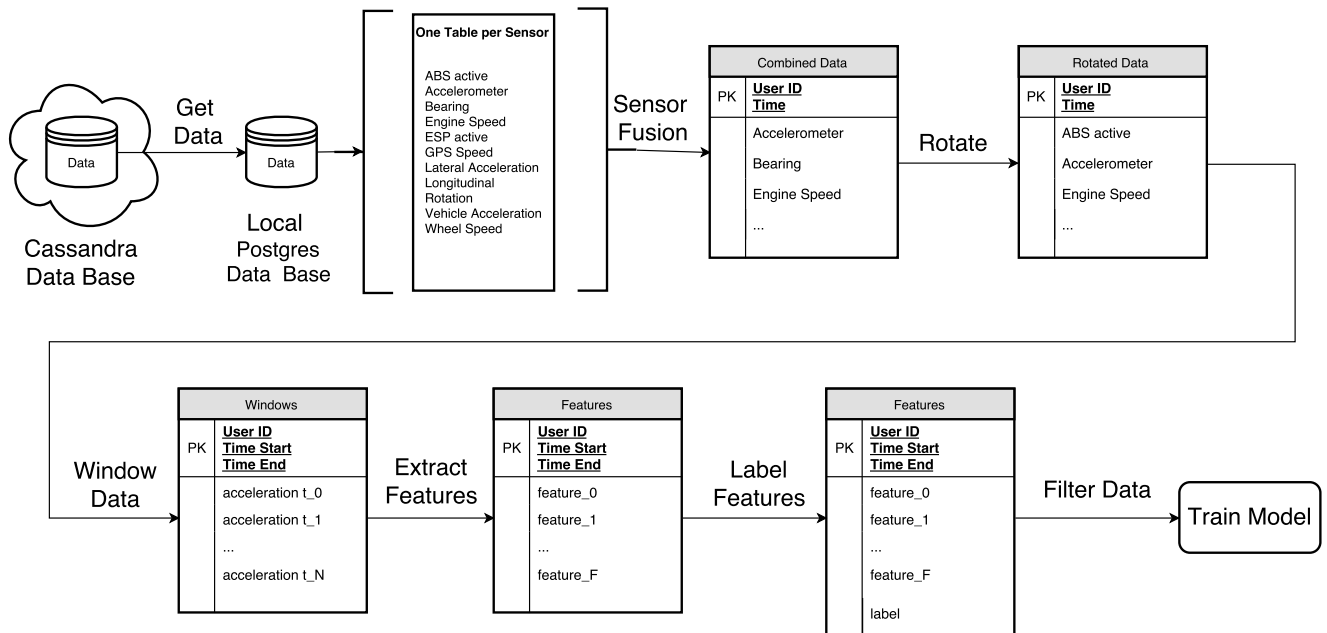 Data
Cassandra
Data Base
Get
Data
Data
Local
Postgres
Data Base
One Table per Sensor
ABS active
Accelerometer
Bearing
Engine Speed
ESP active
GPS Speed
Lateral Acceleration
Longitudinal
Rotation
Vehicle Acceleration
Wheel Speed
Sensor
Fusion
Combined Data
PK
User ID
Time
Accelerometer
Bearing
Engine Speed
...
Rotate
Rotated Data
PK
User ID
Time
ABS active
Accelerometer
Engine Speed
...
Window
Data
Windows
PK
User ID
Time Start
Time End
acceleration t_0
acceleration t_1
...
acceleration t_N
Extract
Features
Features
PK
User ID
Time Start
Time End
feature_0
feature_1
...
feature_F
Label
Features
Features
PK
User ID
Time Start
Time End
feature_0
feature_1
...
feature_F
label
Filter Data
Train Model